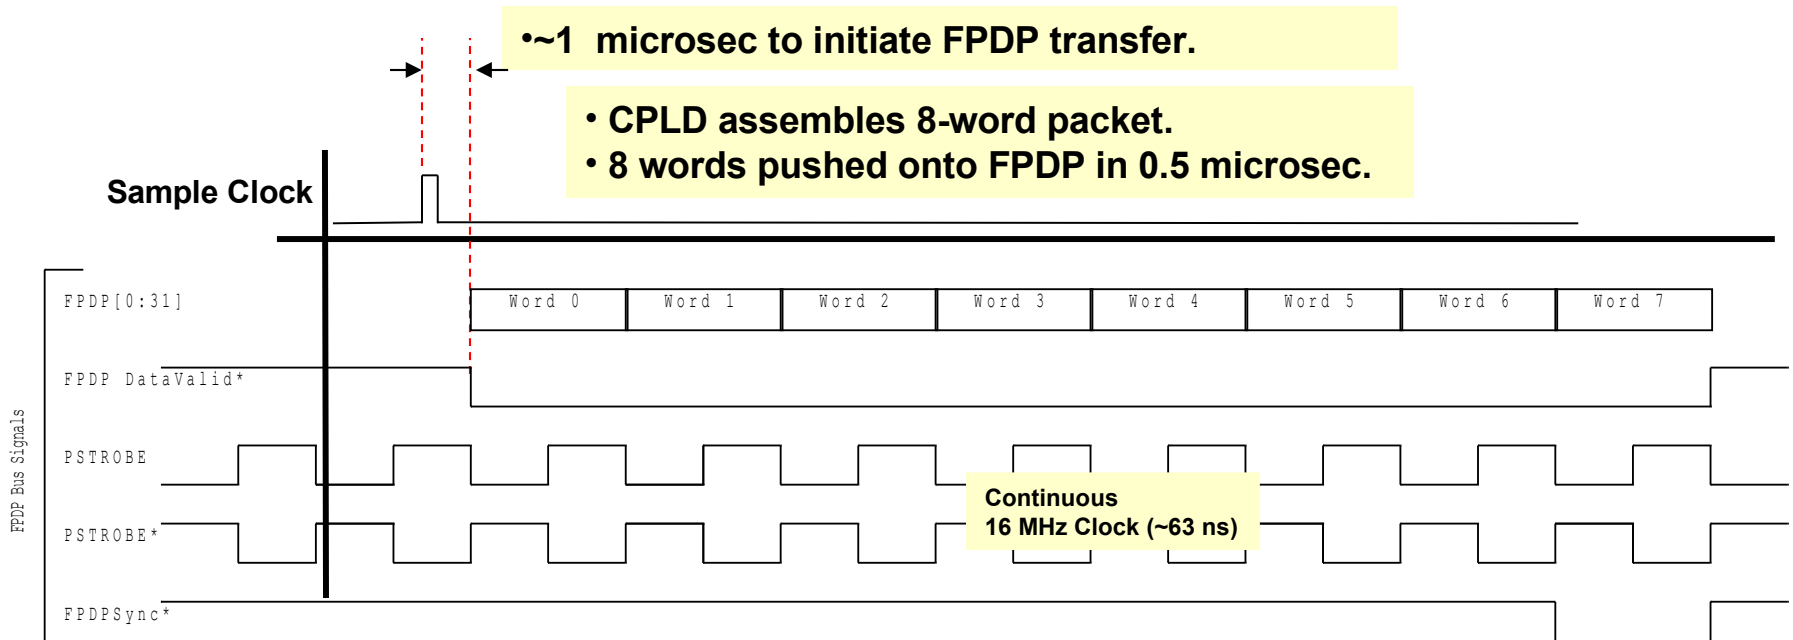 •~1 microsec to initiate FPDP transfer.
• CPLD assembles 8-word packet.
• 8 words pushed onto FPDP in 0.5 microsec.
Sample Clock
FPDP[0:31]
Word 0
Word 1
Word 2
Word 3
Word 4
Word 5
Word 6
Word 7
FPDP DataValid*
FPDP Bus Signals
PSTROBE
Continuous
16 MHz Clock (~63 ns)
PSTROBE*
FPDPSync*